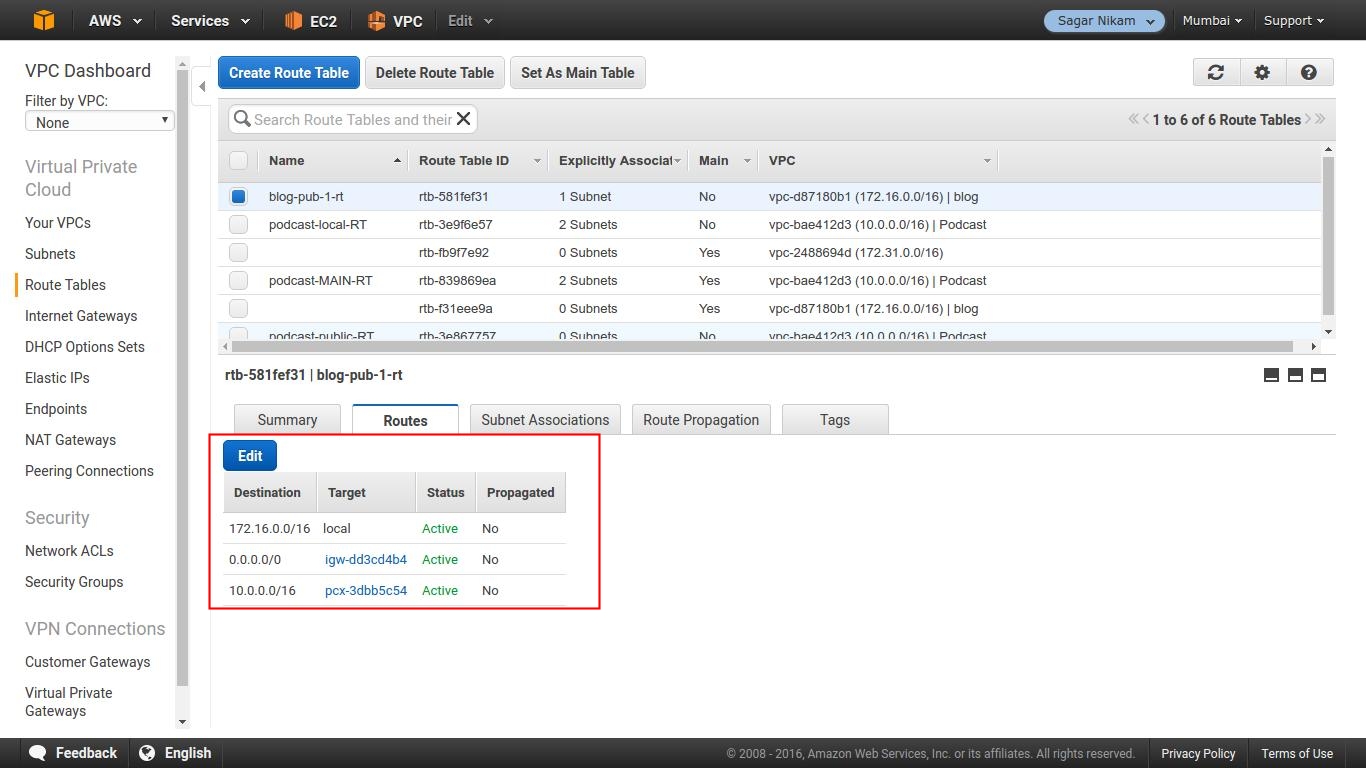 AWS Services EC2 VPC Edit Sagar Nikam Mumbai Support
VPC Dashboard
Filter by VPC:
None
Virtual Private
Cloud
Your VPCs
Subnets
Route Tables
Internet Gateways
DHCP Options Sets
Elastic IPs
Endpoints
NAT Gateways
Peering Connections
Security
Network ACLs
Security Groups
VPN Connections
Customer Gateways
Virtual Private
Gateways
Create Route Table Delete Route Table Set As Main Table
Search Route Tables and their 1 to 6 of 6 Route Tables
Name Route Table ID Explicitly Associat Main VPC
blog-pub-1-rt rtb-581fef31 1 Subnet No vpc-d87180b1 (172.16.0.0/16) | blog
podcast-local-RT rtb-3e9f6e57 2 Subnets No vpc-bae412d3 (10.0.0.0/16) | Podcast
rtb-fb9f7e92 0 Subnets Yes vpc-2488694d (172.31.0.0/16)
podcast-MAIN-RT rtb-839869ea 2 Subnets Yes vpc-bae412d3 (10.0.0.0/16) | Podcast
rtb-f31eee9a 0 Subnets Yes vpc-d87180b1 (172.16.0.0/16) | blog
podcast-public-RT rtb-3e867757 0 Subnets No vpc-bae412d3 (10.0.0.0/16) | Podcast
rtb-581fef31 | blog-pub-1-rt
Summary Routes Subnet Associations Route Propagation Tags
Edit
Destination Target Status Propagated
172.16.0.0/16 local Active No
0.0.0.0/0 igw-dd3cd4b4 Active No
10.0.0.0/16 pcx-3dbb5c54 Active No
Feedback English © 2008 - 2016, Amazon Web Services, Inc. or its affiliates. All rights reserved. Privacy Policy Terms of Use